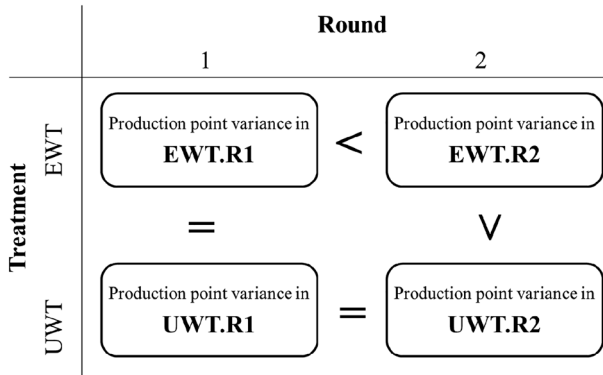 Round
1 2
Treatment
EWT
Production point variance in
EWT.R1
<
Production point variance in
EWT.R2
= ∨
UWT
Production point variance in
UWT.R1
=
Production point variance in
UWT.R2